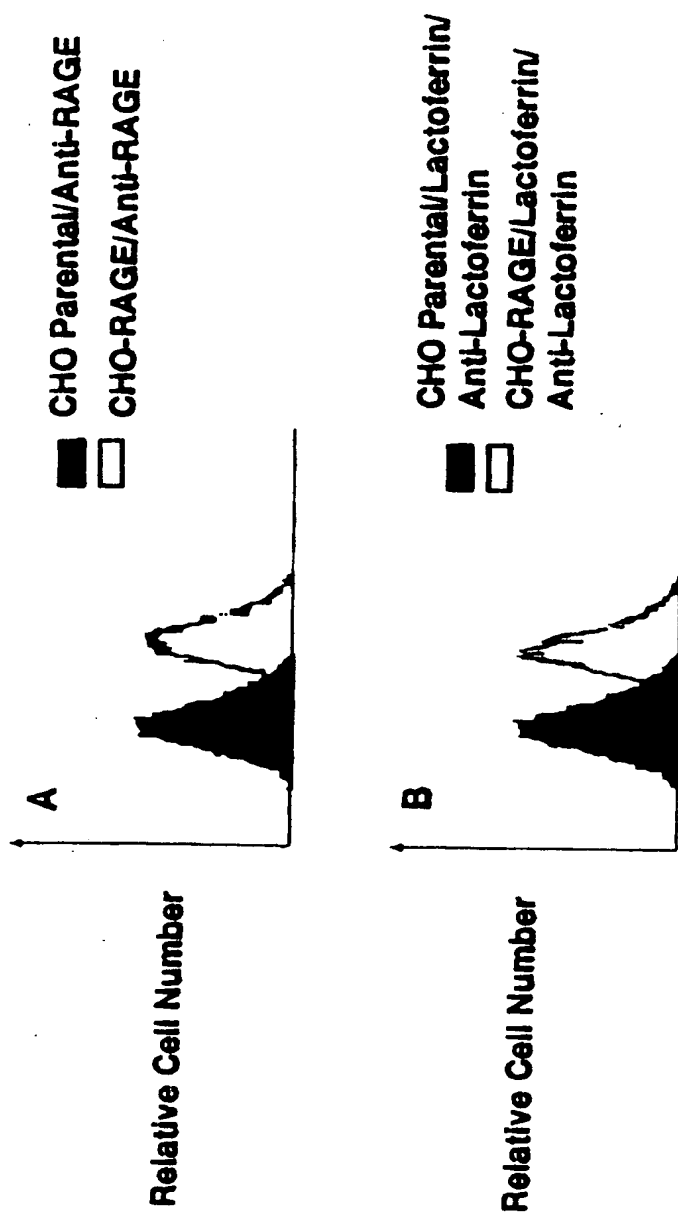 A
Relative Cell Number
CHO Parental/Anti-RAGE
CHO-RAGE/Anti-RAGE
B
Relative Cell Number
CHO Parental/Lactoferrin/
Anti-Lactoferrin
CHO-RAGE/Lactoferrin/
Anti-Lactoferrin